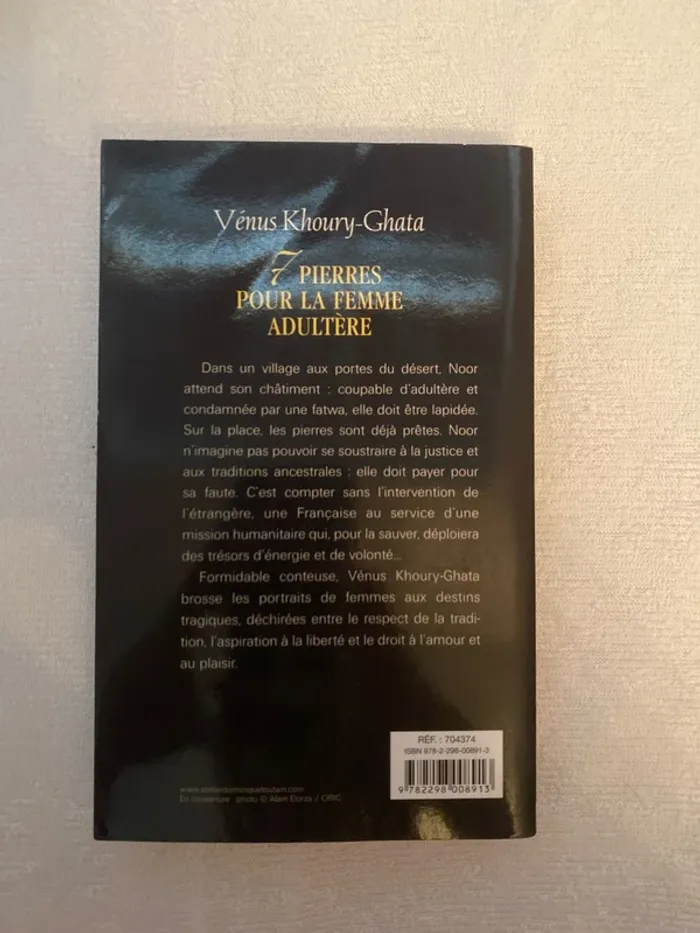 Vénus Khoury-Ghata
7 PIERRES
POUR LA FEMME
ADULTÈRE
Dans un village aux portes du désert, Noor
attend son châtiment : coupable d'adultère et
condamnée par une fatwa, elle doit être lapidée.
Sur la place, les pierres sont déjà prêtes. Noor
n'imagine pas pouvoir se soustraire à la justice et
aux traditions ancestrales : elle doit payer pour
sa faute. C'est compter sans l'intervention de
l'étrangère, une Française au service d'une
mission humanitaire qui, pour la sauver, déploiera
des trésors d'énergie et de volonté...
Formidable conteuse, Vénus Khoury-Ghata
brosse les portraits de femmes aux destins
tragiques, déchirées entre le respect de la tradi-
tion, l'aspiration à la liberté et le droit à l'amour et
au plaisir.
RÉF. : 704374
ISBN 978-2-298-00891-3
9 782298 008913
www.atelierdominiquetoutain.com
En couverture : photo © Alain